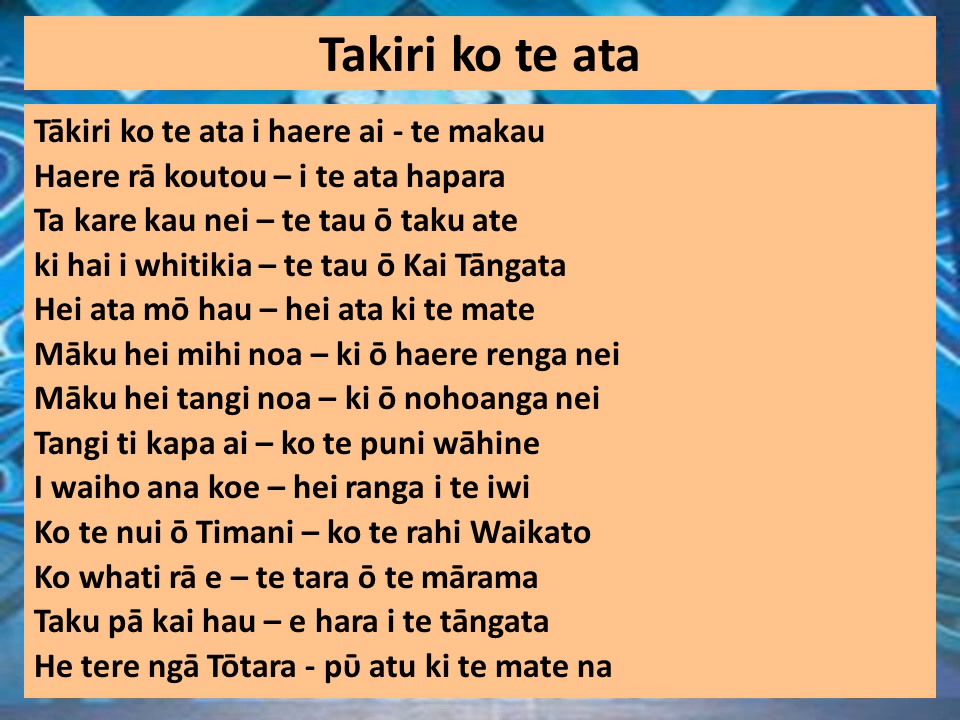 Takiri ko te ata
Tākiri ko te ata i haere ai - te makau
Haere rā koutou – i te ata hapara
Ta kare kau nei – te tau ō taku ate
ki hai i whitikia – te tau ō Kai Tāngata
Hei ata mō hau – hei ata ki te mate
Māku hei mihi noa – ki ō haere renga nei
Māku hei tangi noa – ki ō nohoanga nei
Tangi ti kapa ai – ko te puni wāhine
I waiho ana koe – hei ranga i te iwi
Ko te nui ō Timani – ko te rahi Waikato
Ko whati rā e – te tara ō te mārama
Taku pā kai hau – e hara i te tāngata
He tere ngā Tōtara - pῡ atu ki te mate na